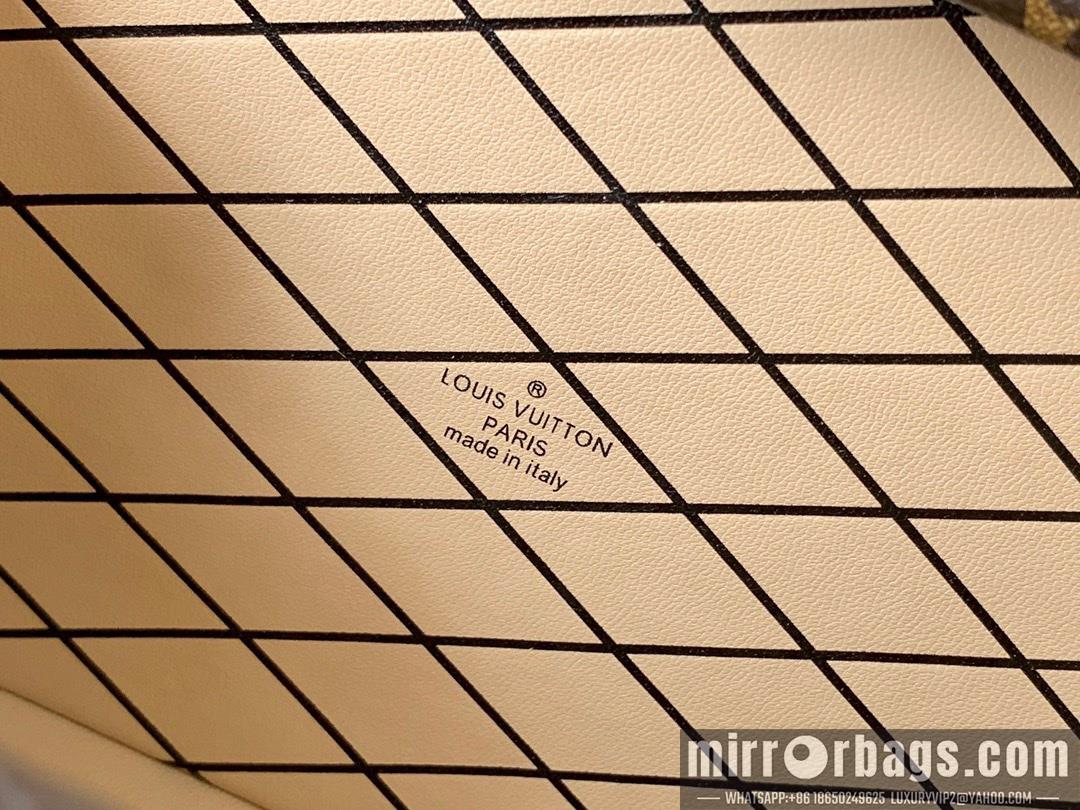 ®
LOUIS VUITTON
PARIS
made in italy
mirrorbags.com
WHATSAPP:+86 18650249625 LUXURYVIP2@YAHOO.COM